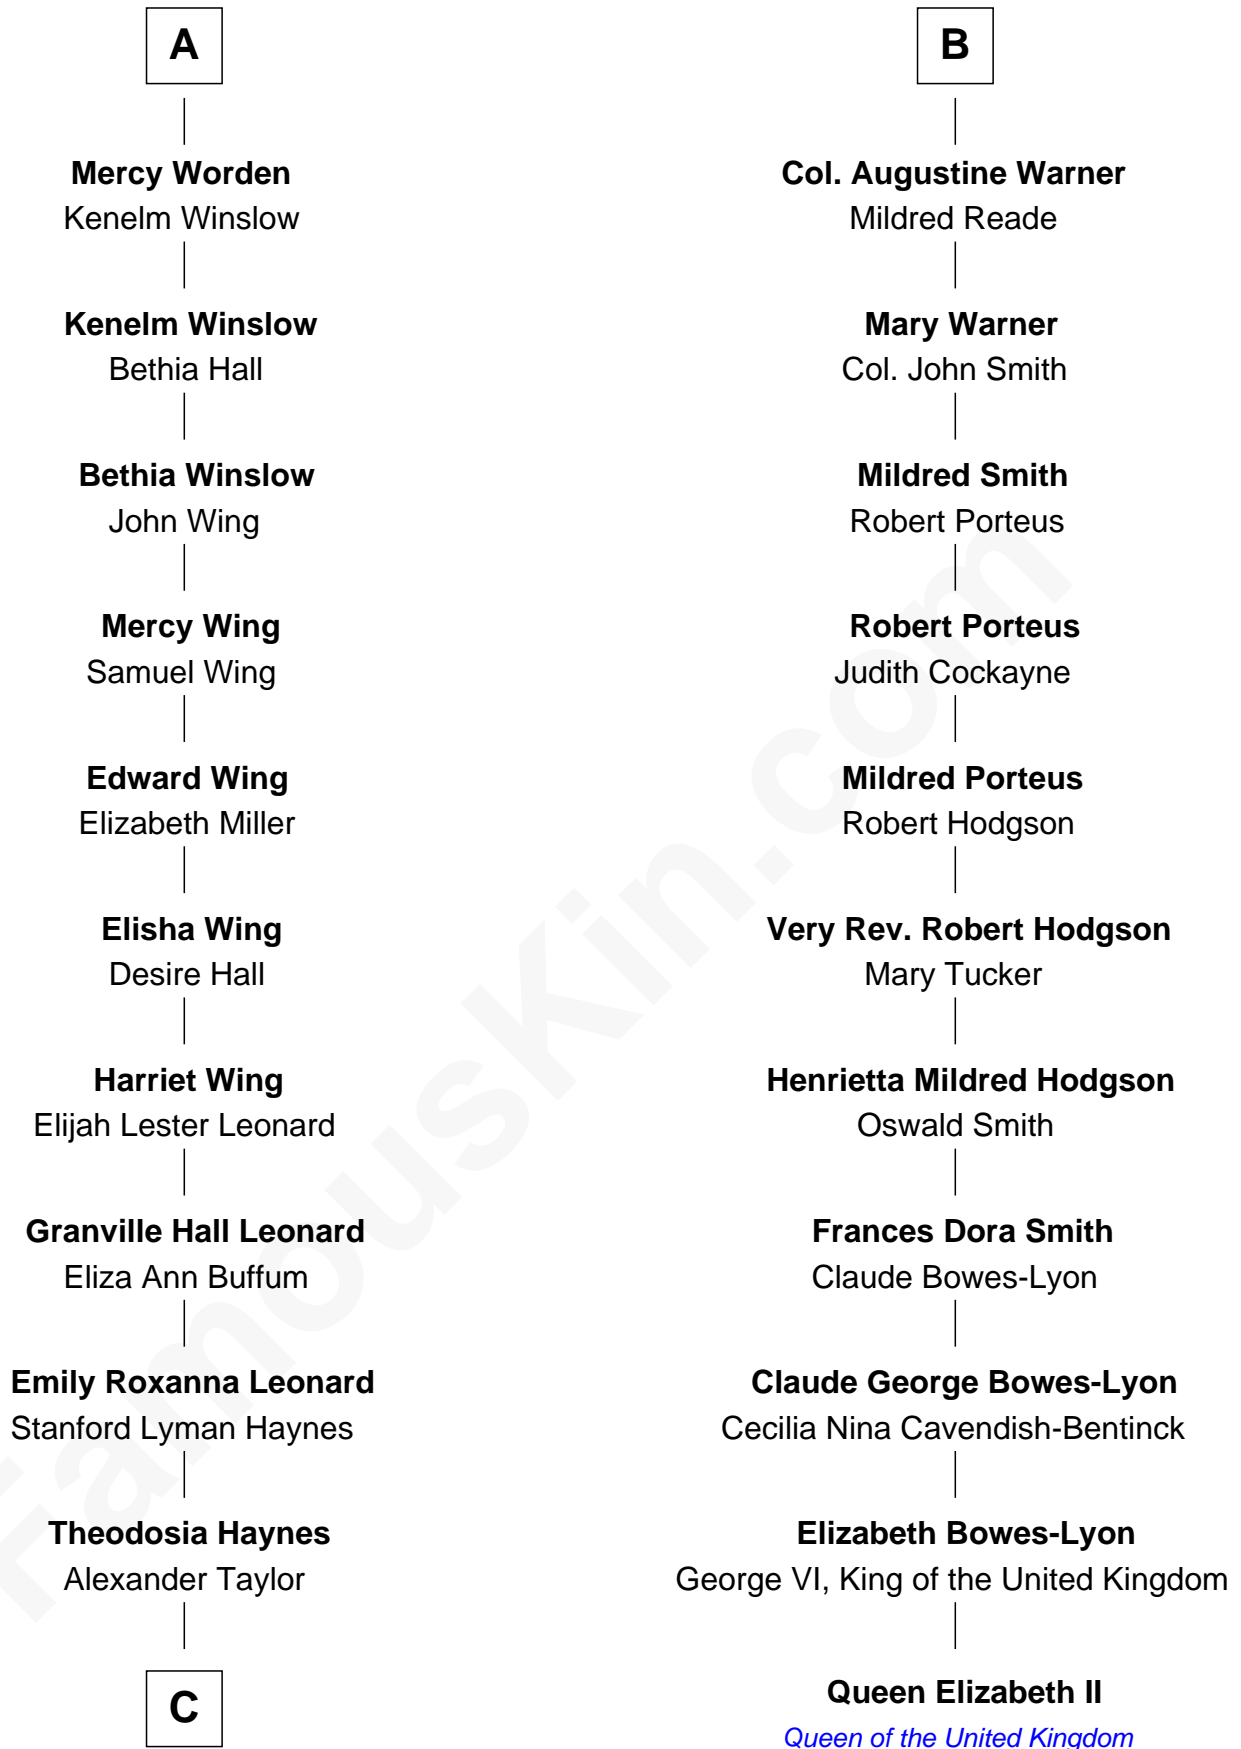 A
Mercy Worden
Kenelm Winslow
Kenelm Winslow
Bethia Hall
Bethia Winslow
John Wing
Mercy Wing
Samuel Wing
Edward Wing
Elizabeth Miller
Elisha Wing
Desire Hall
Harriet Wing
Elijah Lester Leonard
Granville Hall Leonard
Eliza Ann Buffum
Emily Roxanna Leonard
Stanford Lyman Haynes
Theodosia Haynes
Alexander Taylor
C
B
Col. Augustine Warner
Mildred Reade
Mary Warner
Col. John Smith
Mildred Smith
Robert Porteus
Robert Porteus
Judith Cockayne
Mildred Porteus
Robert Hodgson
Very Rev. Robert Hodgson
Mary Tucker
Henrietta Mildred Hodgson
Oswald Smith
Frances Dora Smith
Claude Bowes-Lyon
Claude George Bowes-Lyon
Cecilia Nina Cavendish-Bentinck
Elizabeth Bowes-Lyon
George VI, King of the United Kingdom
Queen Elizabeth II
Queen of the United Kingdom
FamousKin.com